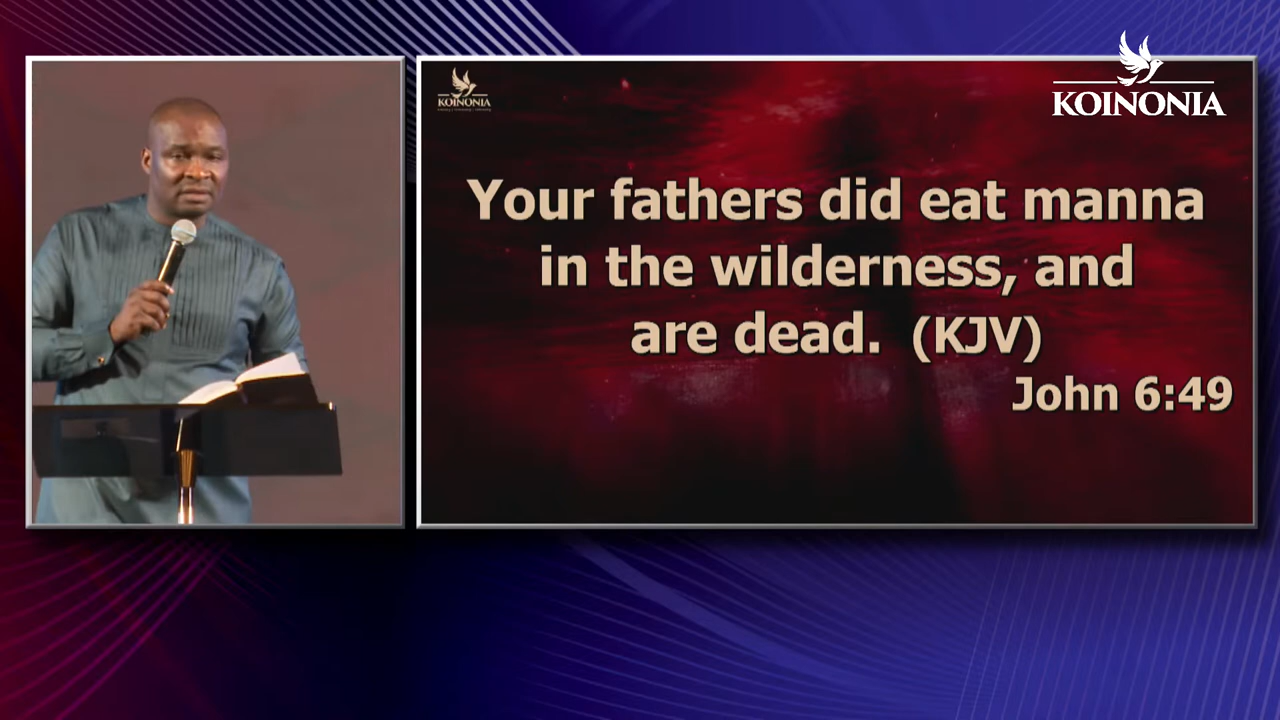 KOINONIA
KOINONIA
Your fathers did eat manna
in the wilderness, and
are dead. (KJV)
John 6:49